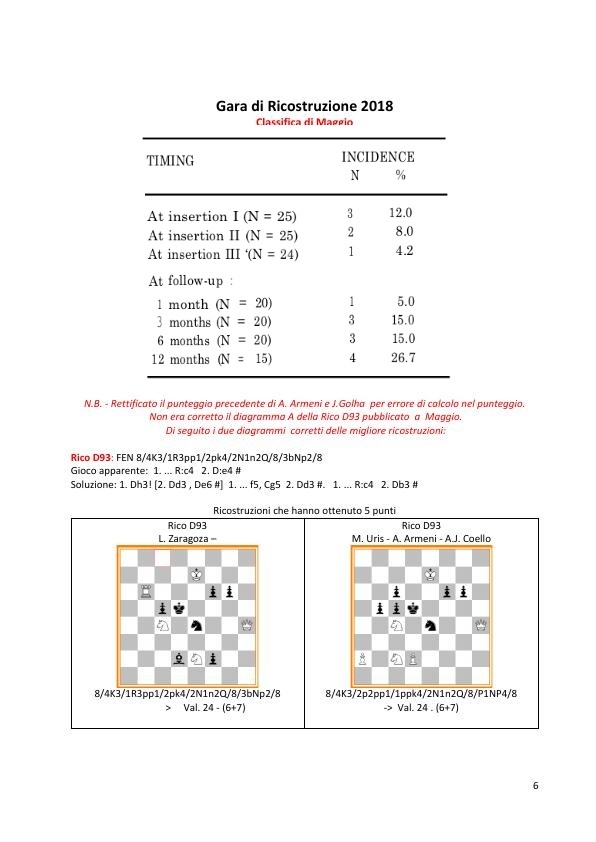 Gara di Ricostruzione 2018
Classifica di Maggio
TIMING INCIDENCE
N %
At insertion I (N = 25) 3 12.0
At insertion II (N = 25) 2 8.0
At insertion III ‘(N = 24) 1 4.2
At follow-up :
1 month (N = 20) 1 5.0
3 months (N = 20) 3 15.0
6 months (N = 20) 3 15.0
12 months (N = 15) 4 26.7
N.B. - Rettificato il punteggio precedente di A. Armeni e J.Golha per errore di calcolo nel punteggio.
Non era corretto il diagramma A della Rico D93 pubblicato a Maggio.
Di seguito i due diagrammi corretti delle migliore ricostruzioni:
Rico D93: FEN 8/4K3/1R3pp1/2pk4/2N1n2Q/8/3bNp2/8
Gioco apparente: 1. ... R:c4 2. D:e4 #
Soluzione: 1. Dh3! [2. Dd3 , De6 #] 1. ... f5, Cg5 2. Dd3 #. 1. ... R:c4 2. Db3 #
Ricostruzioni che hanno ottenuto 5 punti
Rico D93
L. Zaragoza –
8/4K3/1R3pp1/2pk4/2N1n2Q/8/3bNp2/8
> Val. 24 - (6+7)
Rico D93
M. Uris - A. Armeni - A.J. Coello
8/4K3/2p2pp1/1ppk4/2N1n2Q/8/P1NP4/8
-> Val. 24 . (6+7)
6